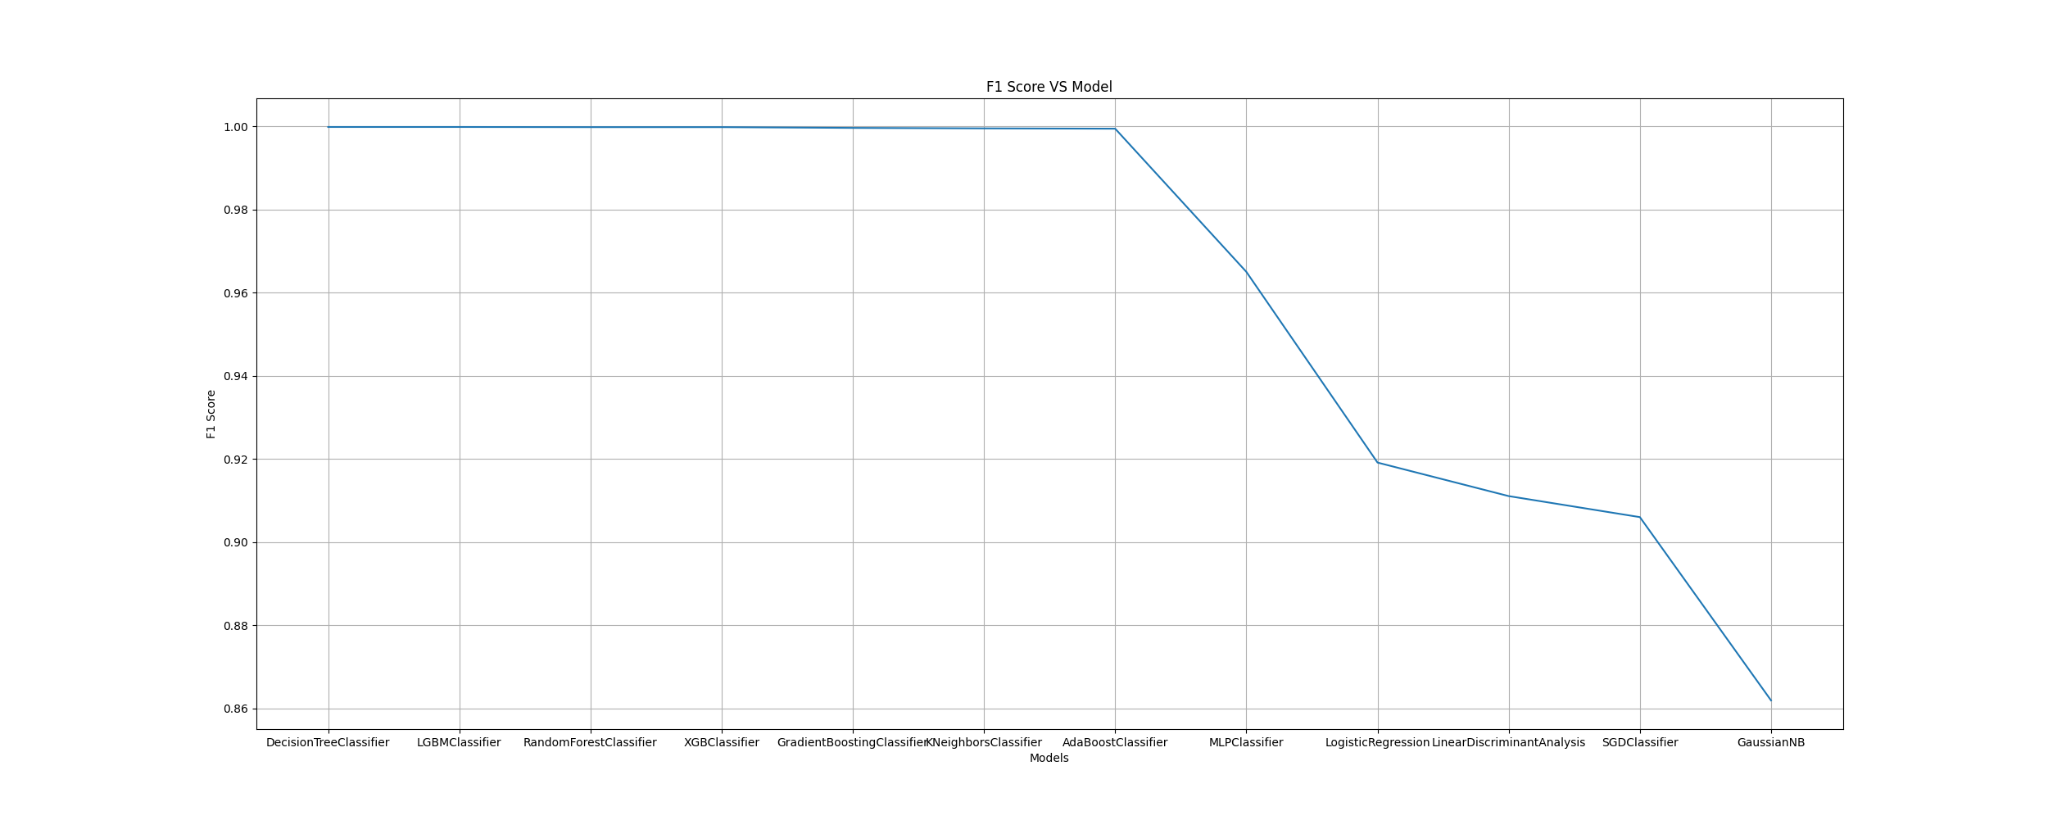 F1 Score VS Model
1.00
0.98
0.96
0.94
0.92
0.90
0.88
0.86
F1 Score
DecisionTreeClassifier LGBMClassifier RandomForestClassifier XGBClassifier GradientBoostingClassifier KNeighborsClassifier AdaBoostClassifier MLPClassifier LogisticRegression LinearDiscriminantAnalysis SGDClassifier GaussianNB
Models